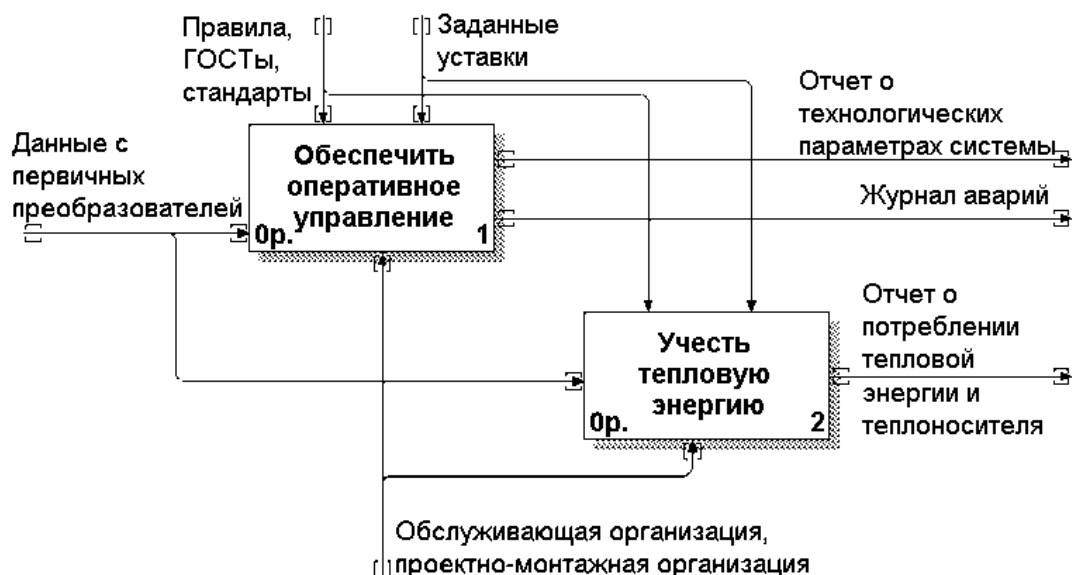 Правила,
ГОСТы,
стандарты
Заданные
уставки
Данные с
первичных
преобразователей
Обеспечить
оперативное
управление
0р.
1
Отчет о
технологических
параметрах системы
Журнал аварий
Учесть
тепловую
энергию
0р.
2
Отчет о
потреблении
тепловой
энергии и
теплоносителя
Обслуживающая организация,
проектно-монтажная организация